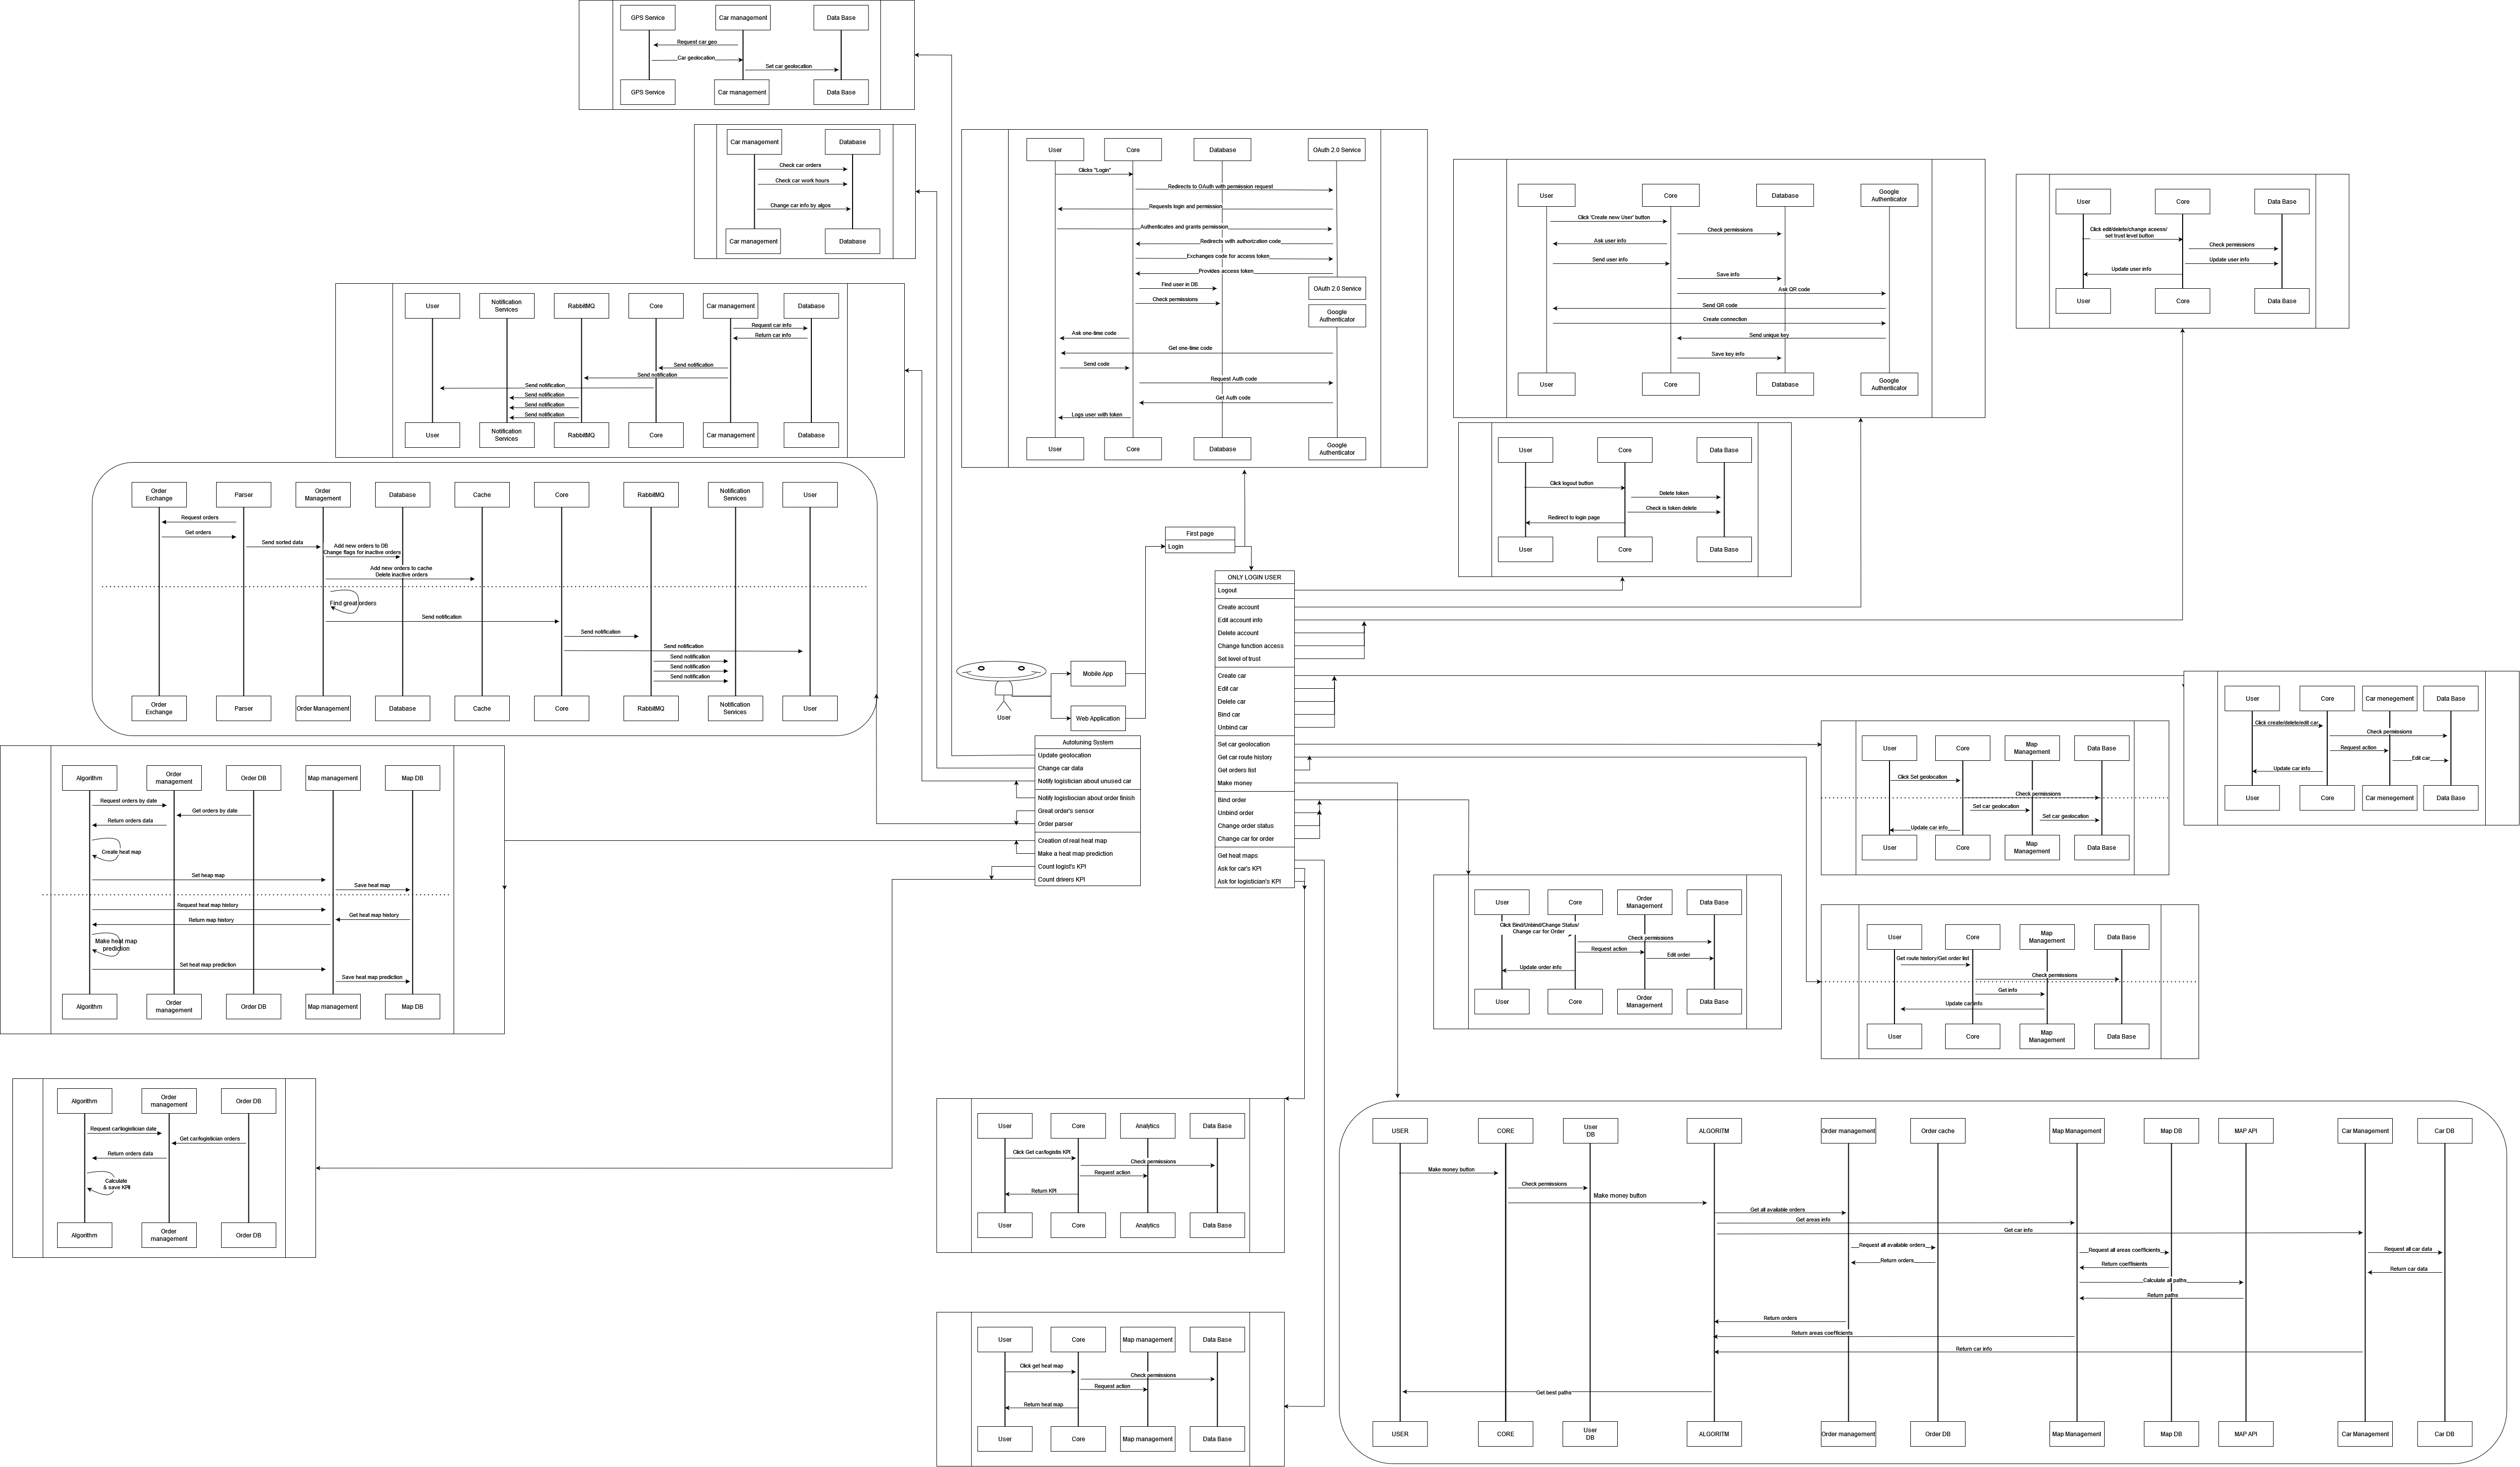 GPS Service
Car management
Data Base
Request car geo
Car geolocation
Set car geolocation
GPS Service
Car management
Data Base
Car management
Database
Check car orders
Check car work hours
Change car info by algos
Car management
Database
User
Core
Database
OAuth 2.0 Service
Clicks "Login"
Redirects to OAuth with permission request
Requests login and permission
Authenticates and grants permission
Redirects with authorization code
Exchanges code for access token
Provides access token
Find user in DB
OAuth 2.0 Service
Check permissions
Google
Authenticator
Ask one-time code
Get one-time code
Send code
Request Auth code
Get Auth code
Logs user with token
User
Core
Database
Google
Authenticator
User
Core
Database
Google
Authenticator
Click 'Create new User' button
Check permissions
Ask user info
Send user info
Save info
Ask QR code
Send QR code
Create connection
Send unique key
Save key info
User
Core
Database
Google
Authenticator
User
Core
Data Base
Click edit/delete/change aceess/
set trust level button
Check permissions
Update user info
Update user info
User
Core
Data Base
User
Notification
Services
RabbitMQ
Core
Car management
Database
Request car info
Return car info
Send notification
Send notification
Send notification
Send notification
Send notification
Send notification
User
Notification
Services
RabbitMQ
Core
Car management
Database
User
Core
Data Base
Click logout button
Delete token
Check is token delete
Redirect to login page
User
Core
Data Base
Order
Exchange
Parser
Order
Management
Database
Cache
Core
RabbitMQ
Notification
Services
User
Request orders
Get orders
Send sorted data
Add new orders to DB
Change flags for inactive orders
Add new orders to cache
Delete inactive orders
Find great orders
Send notification
Send notification
Send notification
Send notification
Send notification
Send notification
Order
Exchange
Parser
Order Management
Database
Cache
Core
RabbitMQ
Notification
Services
User
First page
Login
ONLY LOGIN USER
Logout
Create account
Edit account info
Delete account
Change function access
Set level of trust
Create car
Edit car
Delete car
Bind car
Unbind car
Set car geolocation
Get car route history
Get orders list
Make money
Bind order
Unbind order
Change order status
Change car for order
Get heat maps
Ask for car's KPI
Ask for logistician's KPI
User
Mobile App
Web Application
Autotuning System
Update geolocation
Change car data
Notify logistician about unused car
Notify logistiocian about order finish
Great order's sensor
Order parser
Creation of real heat map
Make a heat map prediction
Count logist's KPI
Count drivers KPI
User
Core
Car menegement
Data Base
Click create/delete/edit car
Check permissions
Request action
Edit car
Update car info
User
Core
Car menegement
Data Base
User
Core
Map
Management
Data Base
Click Set geolocation
Check permissions
Set car geolocation
Set car geolocation
Update car info
User
Core
Map
Management
Data Base
Algorithm
Order
management
Order DB
Map management
Map DB
Request orders by date
Get orders by date
Return orders data
Create heat map
Set heap map
Save heat map
Request heat map history
Get heat map history
Return map history
Make heat map
prediction
Set heat map prediction
Save heat map prediction
Algorithm
Order
management
Order DB
Map management
Map DB
User
Core
Order
Management
Data Base
Click Bind/Unbind/Change Status/
Change car for Order
Check permissions
Request action
Edit order
Update order info
User
Core
Order
Management
Data Base
User
Core
Map
Management
Data Base
Get route history/Get order list
Check permissions
Get info
Update car info
User
Core
Map
Management
Data Base
Algorithm
Order
management
Order DB
Request car/logistician date
Get car/logistician orders
Return orders data
Calculate
& save KPII
Algorithm
Order
management
Order DB
User
Core
Analytics
Data Base
Click Get car/logistis KPI
Check permissions
Request action
Return KPI
User
Core
Analytics
Data Base
USER
CORE
User
DB
ALGORITM
Order management
Order cache
Map Management
Map DB
MAP API
Car Management
Car DB
Make money button
Check permissions
Make money button
Get all available orders
Get areas info
Get car info
Request all available orders
Return orders
Request all areas coefficients
Return coeffisients
Calculate all paths
Return paths
Request all car data
Return car data
Return orders
Return areas coefficients
Return car info
Get best paths
USER
CORE
User
DB
ALGORITM
Order management
Order DB
Map Management
Map DB
MAP API
Car Management
Car DB
User
Core
Map management
Data Base
Click get heat map
Check permissions
Request action
Return heat map
User
Core
Map management
Data Base